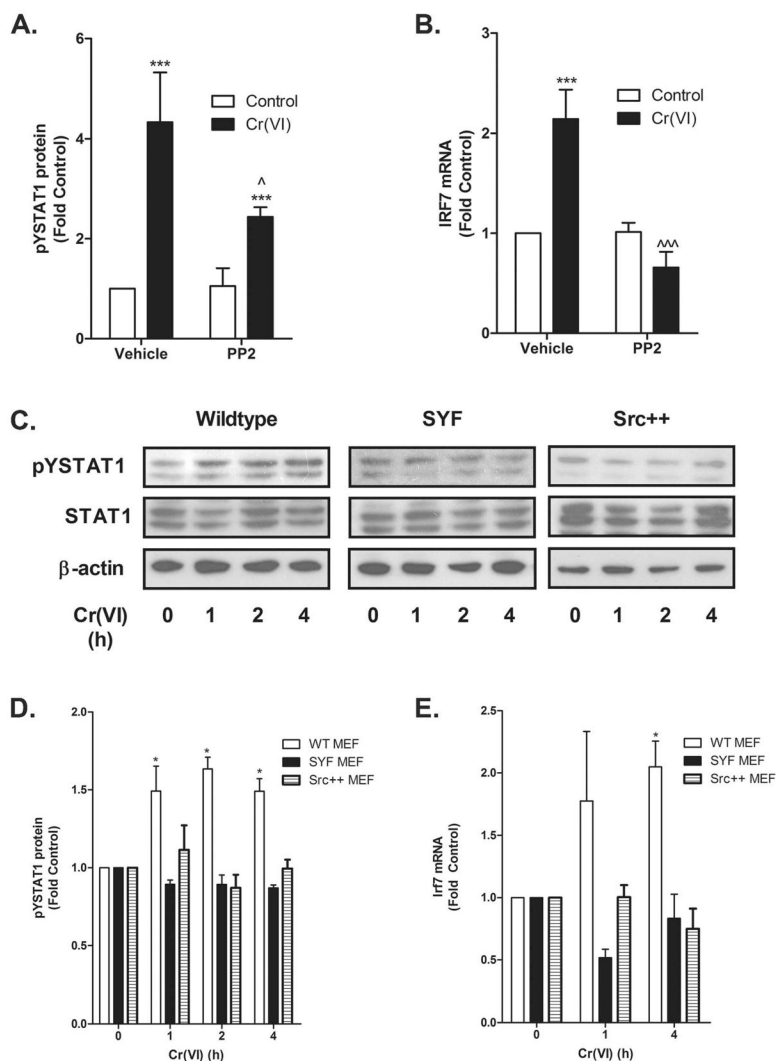 A.
pYSTAT1 protein
(Fold Control)
6
4
2
0
***
^
***
Control
Cr(VI)
Vehicle
PP2
B.
IRF7 mRNA
(Fold Control)
3
2
1
0
***
^^^
Control
Cr(VI)
Vehicle
PP2
C.
Wildtype
SYF
Src++
pYSTAT1
STAT1
β-actin
Cr(VI) 0 1 2 4 0 1 2 4 0 1 2 4
(h)
D.
pYSTAT1 protein
(Fold Control)
2.0
1.5
1.0
0.5
0.0
*
*
*
WT MEF
SYF MEF
Src++ MEF
0 1 2 4
Cr(VI) (h)
E.
Irf7 mRNA
(Fold Control)
2.5
2.0
1.5
1.0
0.5
0.0
*
WT MEF
SYF MEF
Src++ MEF
0 1 4
Cr(VI) (h)